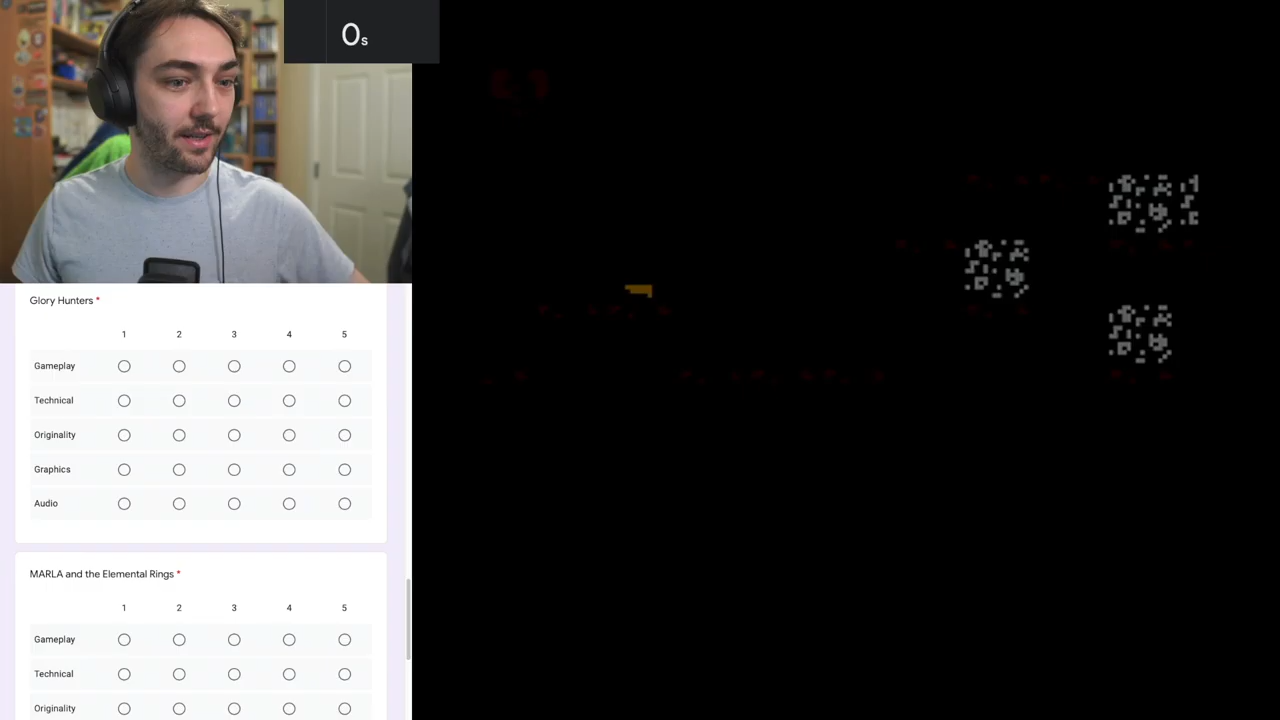 0s
Glory Hunters *
1 2 3 4 5
Gameplay
Technical
Originality
Graphics
Audio
MARLA and the Elemental Rings *
1 2 3 4 5
Gameplay
Technical
Originality